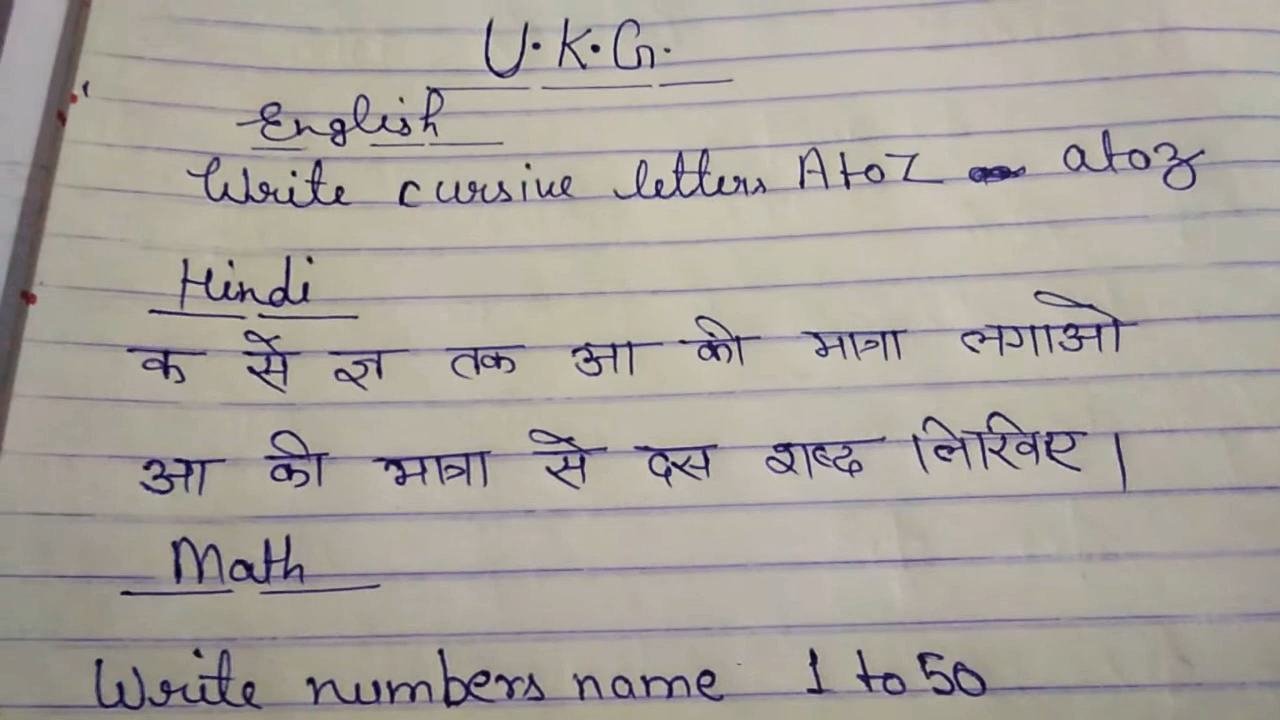 U.K.G.
English
Write cursive letters A to Z - a to z
Hindi
क से ज्ञ तक आ की मात्रा लगाओ
आ की मात्रा से दस शब्द लिखिए।
Math
Write numbers name 1 to 50